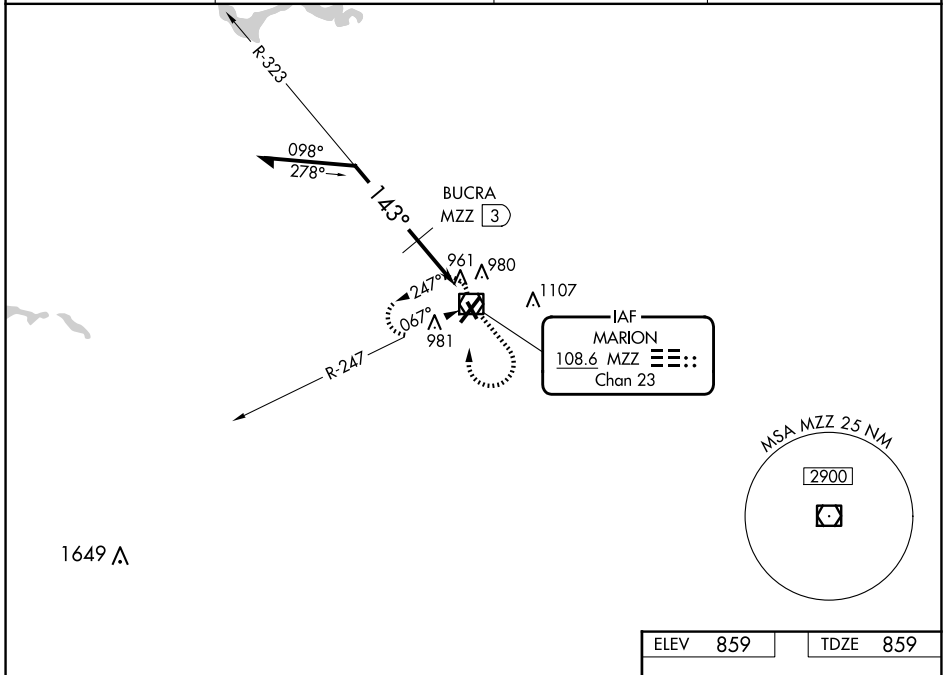 R-323
098°
278°
143°
BUCRA
MZZ 3
961
980
1107
247°
067°
981
R-247
IAF
MARION
108.6 MZZ
Chan 23
MSA MZZ 25 NM
2900
1649
ELEV 859
TDZE 859